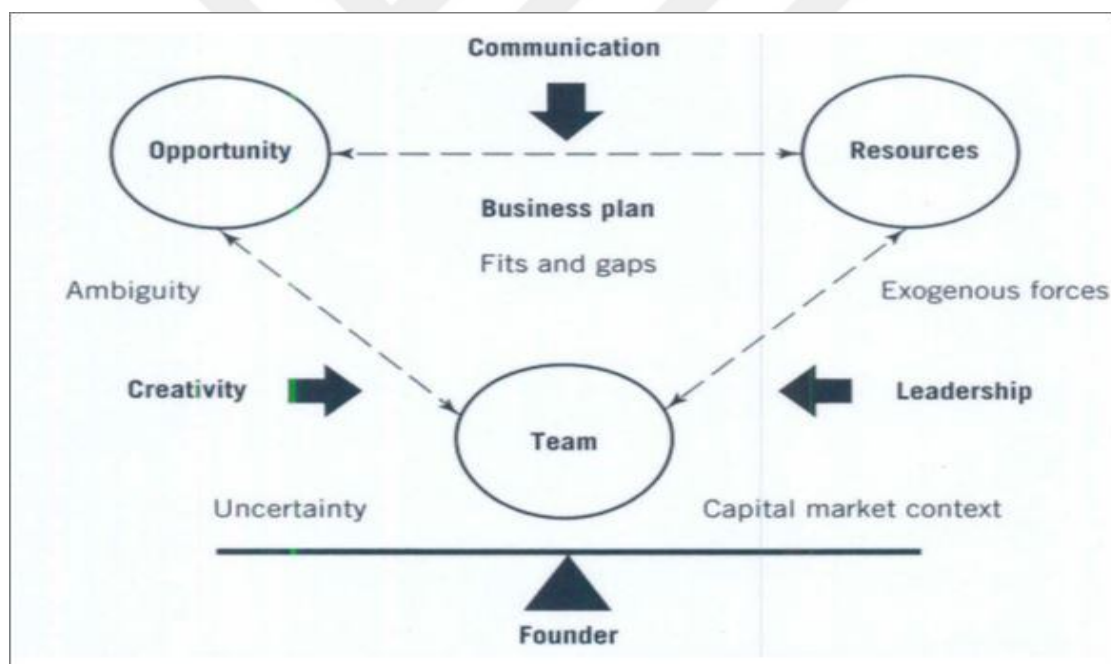 Communication
Opportunity
Resources
Business plan
Fits and gaps
Ambiguity
Exogenous forces
Creativity
Leadership
Team
Uncertainty
Capital market context
Founder